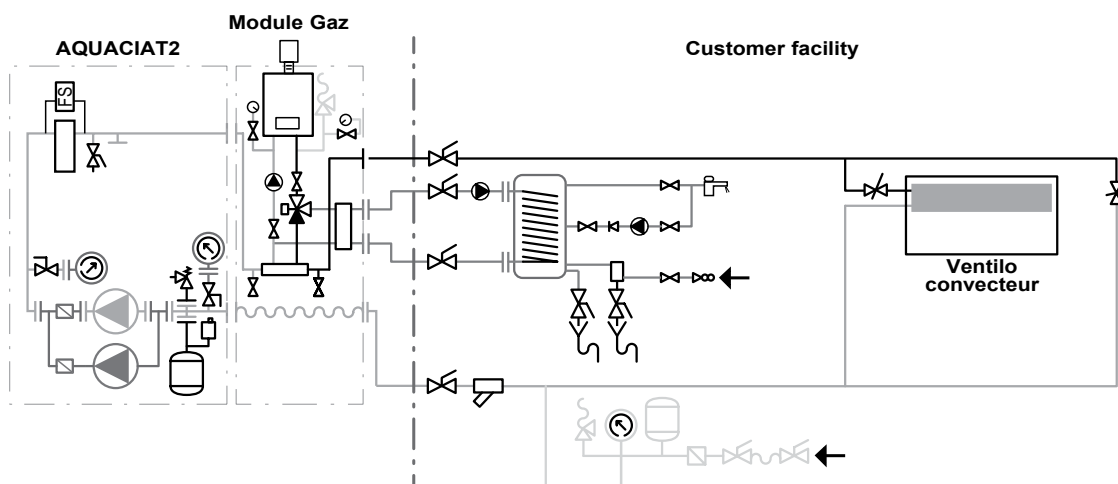 Module Gaz
AQUACIAT2
Customer facility
FS
Ventilo
convecteur